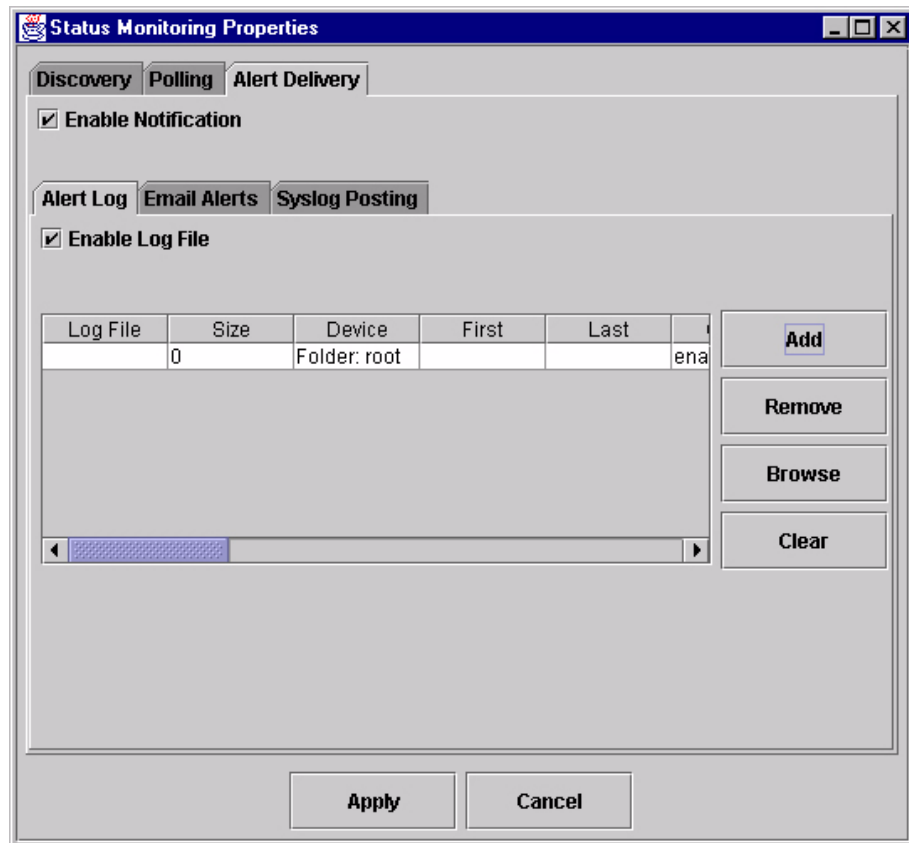 Status Monitoring Properties
Discovery Polling Alert Delivery
Enable Notification
Alert Log Email Alerts Syslog Posting
Enable Log File
Log File Size Device First Last
0 Folder: root ena
Add
Remove
Browse
Clear
Apply Cancel